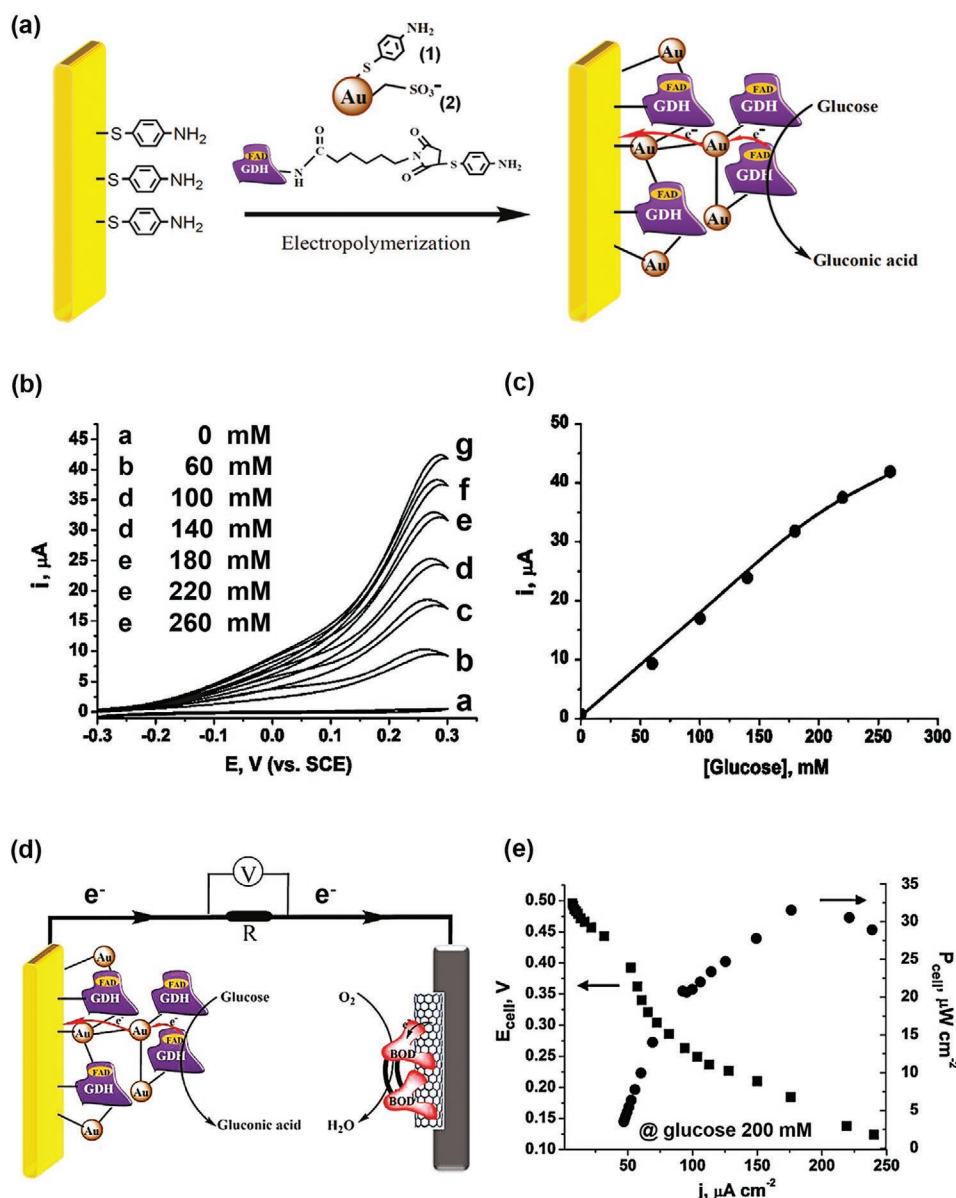 (a)
NH2
(1)
S
Au
SO3− (2)
S NH2
S NH2
S NH2
FAD
GDH
N
H
O
C
O
N
O
S
NH2
Electropolymerization
Au
FAD
GDH
FAD
GDH
Glucose
e−
e−
Au
Au
FAD
GDH
FAD
GDH
Au
Au
Gluconic acid
(b)
a 0 mM
b 60 mM
d 100 mM
d 140 mM
e 180 mM
e 220 mM
e 260 mM
45
40
35
30
25
20
15
10
5
0
i, μA
g
f
e
d
c
b
a
-0.3 -0.2 -0.1 0.0 0.1 0.2 0.3
E, V (vs. SCE)
(c)
50
40
30
20
10
0
i, μA
0 50 100 150 200 250 300
[Glucose], mM
(d)
V
e-
e-
R
Au
FAD
GDH
FAD
GDH
Glucose
e-
e-
Au
Au
FAD
GDH
FAD
GDH
Au
Au
Gluconic acid
O2
e-
BOD
BOD
H2O
(e)
0.50
0.45
0.40
0.35
0.30
0.25
0.20
0.15
0.10
Ecell, V
35
30
25
20
15
10
5
0
Pcell, μW cm-2
@ glucose 200 mM
50 100 150 200 250
j, μA cm-2